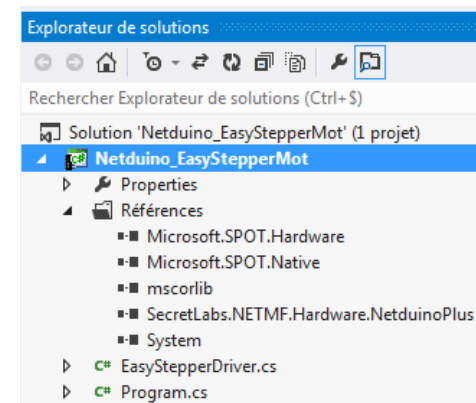 Explorateur de solutions
Rechercher Explorateur de solutions (Ctrl+$)
Solution 'Netduino_EasyStepperMot' (1 projet)
Netduino_EasyStepperMot
Properties
Références
Microsoft.SPOT.Hardware
Microsoft.SPOT.Native
mscorlib
SecretLabs.NETMF.Hardware.NetduinoPlus
System
C# EasyStepperDriver.cs
C# Program.cs